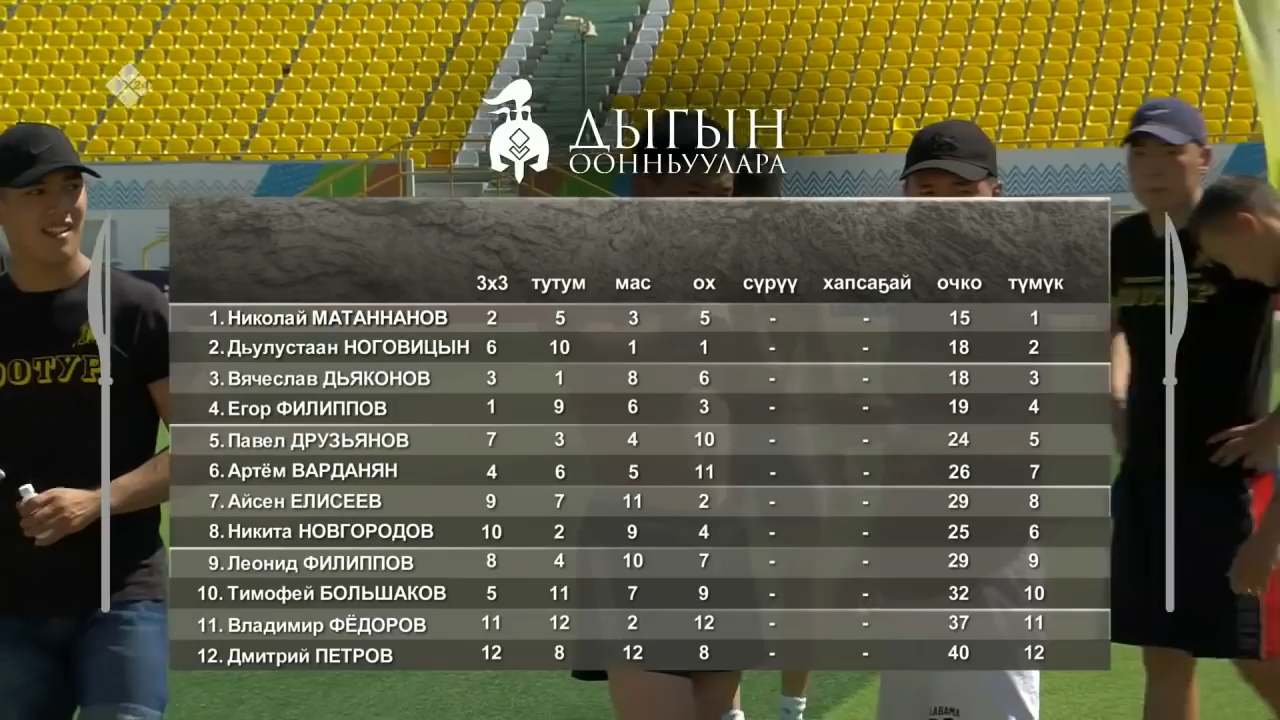 ДЫГЫН
ООННЬУУЛАРА
3х3 тутум мас ох сүрүү хапсаҕай очко түмүк
1. Николай МАТАННАНОВ 2 5 3 5 - - 15 1
2. Дьулустаан НОГОВИЦЫН 6 10 1 1 - - 18 2
3. Вячеслав ДЬЯКОНОВ 3 1 8 6 - - 18 3
4. Егор ФИЛИППОВ 1 9 6 3 - - 19 4
5. Павел ДРУЗЬЯНОВ 7 3 4 10 - - 24 5
6. Артём ВАРДАНЯН 4 6 5 11 - - 26 7
7. Айсен ЕЛИСЕЕВ 9 7 11 2 - - 29 8
8. Никита НОВГОРОДОВ 10 2 9 4 - - 25 6
9. Леонид ФИЛИППОВ 8 4 10 7 - - 29 9
10. Тимофей БОЛЬШАКОВ 5 11 7 9 - - 32 10
11. Владимир ФЁДОРОВ 11 12 2 12 - - 37 11
12. Дмитрий ПЕТРОВ 12 8 12 8 - - 40 12